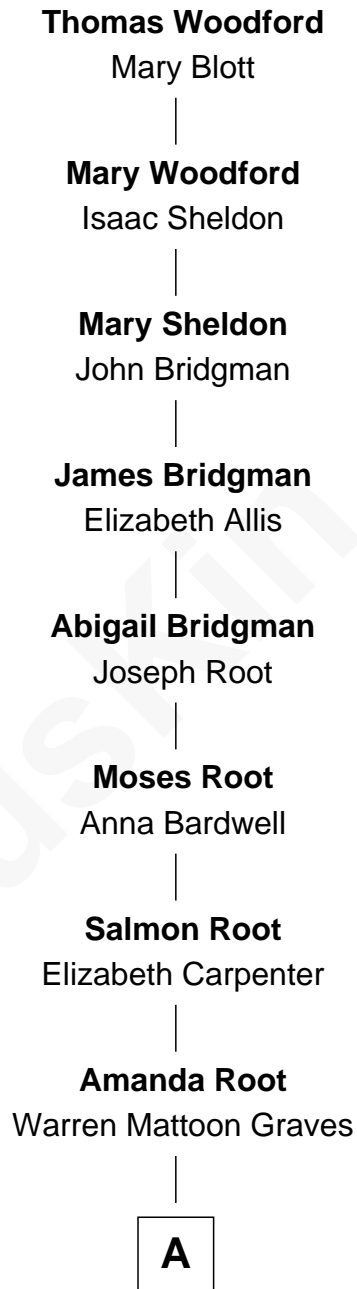 Thomas Woodford
Mary Blott
Mary Woodford
Isaac Sheldon
Mary Sheldon
John Bridgman
James Bridgman
Elizabeth Allis
Abigail Bridgman
Joseph Root
Moses Root
Anna Bardwell
Salmon Root
Elizabeth Carpenter
Amanda Root
Warren Mattoon Graves
A